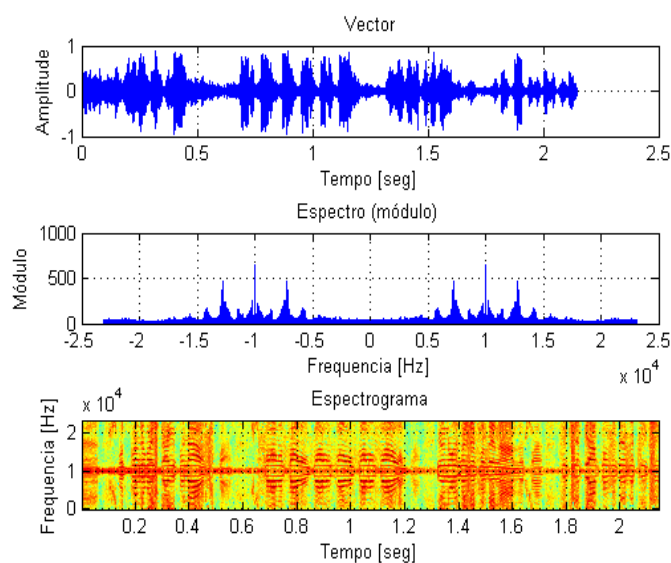 Vector
Amplitude
1
0
-1
0 0.5 1 1.5 2 2.5
Tempo [seg]
Espectro (módulo)
Módulo
1000
500
0
-2.5 -2 -1.5 -1 -0.5 0 0.5 1 1.5 2 2.5
Frequencia [Hz]
x 10^4
x 10^4
Espectrograma
Frequencia [Hz]
2
1
0
0.2 0.4 0.6 0.8 1 1.2 1.4 1.6 1.8 2
Tempo [seg]